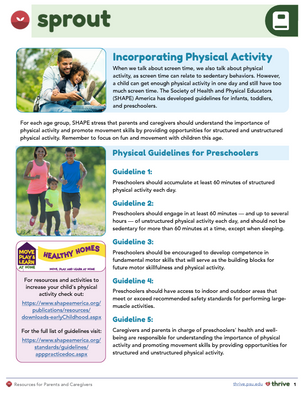 sprout
Incorporating Physical Activity
When we talk about screen time, we also talk about physical
activity, as screen time can relate to sedentary behaviors. However,
a child can get enough physical activity in one day and still have too
much screen time. The Society of Health and Physical Educators
(SHAPE) America has developed guidelines for infants, toddlers,
and preschoolers.
For each age group, SHAPE stress that parents and caregivers should understand the importance of
physical activity and promote movement skills by providing opportunities for structured and unstructured
physical activity. Remember to focus on fun and movement with children this age.
Physical Guidelines for Preschoolers
Guideline 1:
Preschoolers should accumulate at least 60 minutes of structured
physical activity each day.
Guideline 2:
Preschoolers should engage in at least 60 minutes — and up to several
hours — of unstructured physical activity each day, and should not be
sedentary for more than 60 minutes at a time, except when sleeping.
Guideline 3:
Preschoolers should be encouraged to develop competence in
fundamental motor skills that will serve as the building blocks for
future motor skillfulness and physical activity.
Guideline 4:
Preschoolers should have access to indoor and outdoor areas that
meet or exceed recommended safety standards for performing large-
muscle activities.
Guideline 5:
Caregivers and parents in charge of preschoolers' health and well-
being are responsible for understanding the importance of physical
activity and promoting movement skills by providing opportunities for
structured and unstructured physical activity.
MOVE
PLAY &
LEARN
AT HOME
HEALTHY HOMES
MOVE, PLAY AND LEARN AT HOME
For resources and activities to
increase your child's physical
activity check out:
https://www.shapeamerica.org/
publications/resources/
downloads-earlyChildhood.aspx
For the full list of guidelines visit:
https://www.shapeamerica.org/
standards/guidelines/
apppracticedoc.aspx
Resources for Parents and Caregivers
thrive.psu.edu
thrive
1